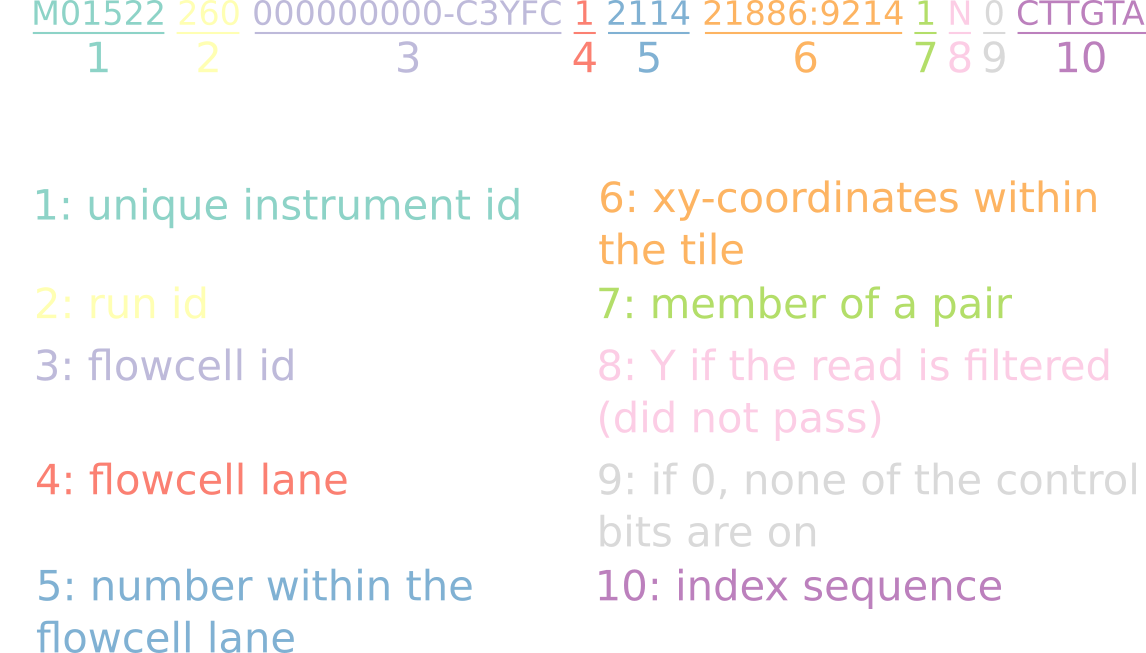 M01522 260 000000000-C3YFC 1 2114 21886:9214 1 N 0 CTTGTA
1 2 3 4 5 6 7 8 9 10
1: unique instrument id
2: run id
3: flowcell id
4: flowcell lane
5: number within the
flowcell lane
6: xy-coordinates within
the tile
7: member of a pair
8: Y if the read is filtered
(did not pass)
9: if 0, none of the control
bits are on
10: index sequence